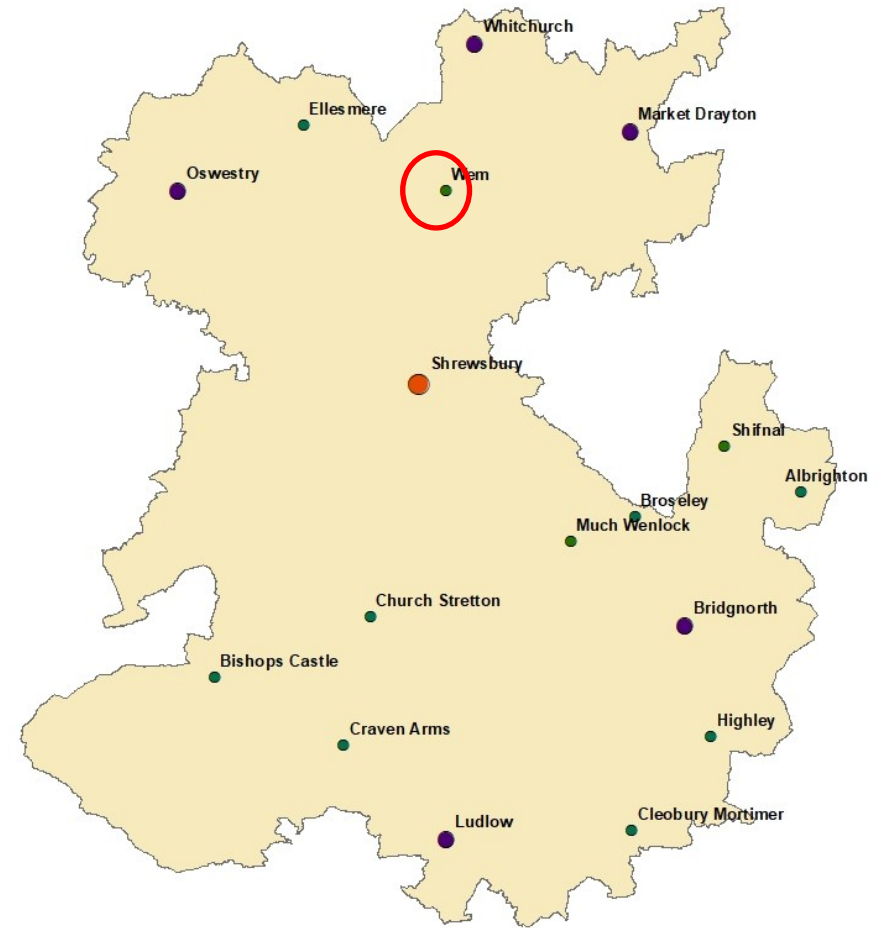 Whitchurch
Ellesmere
Market Drayton
Oswestry
Wem
Shrewsbury
Shifnal
Albrighton
Broseley
Much Wenlock
Church Stretton
Bridgnorth
Bishops Castle
Highley
Craven Arms
Cleobury Mortimer
Ludlow